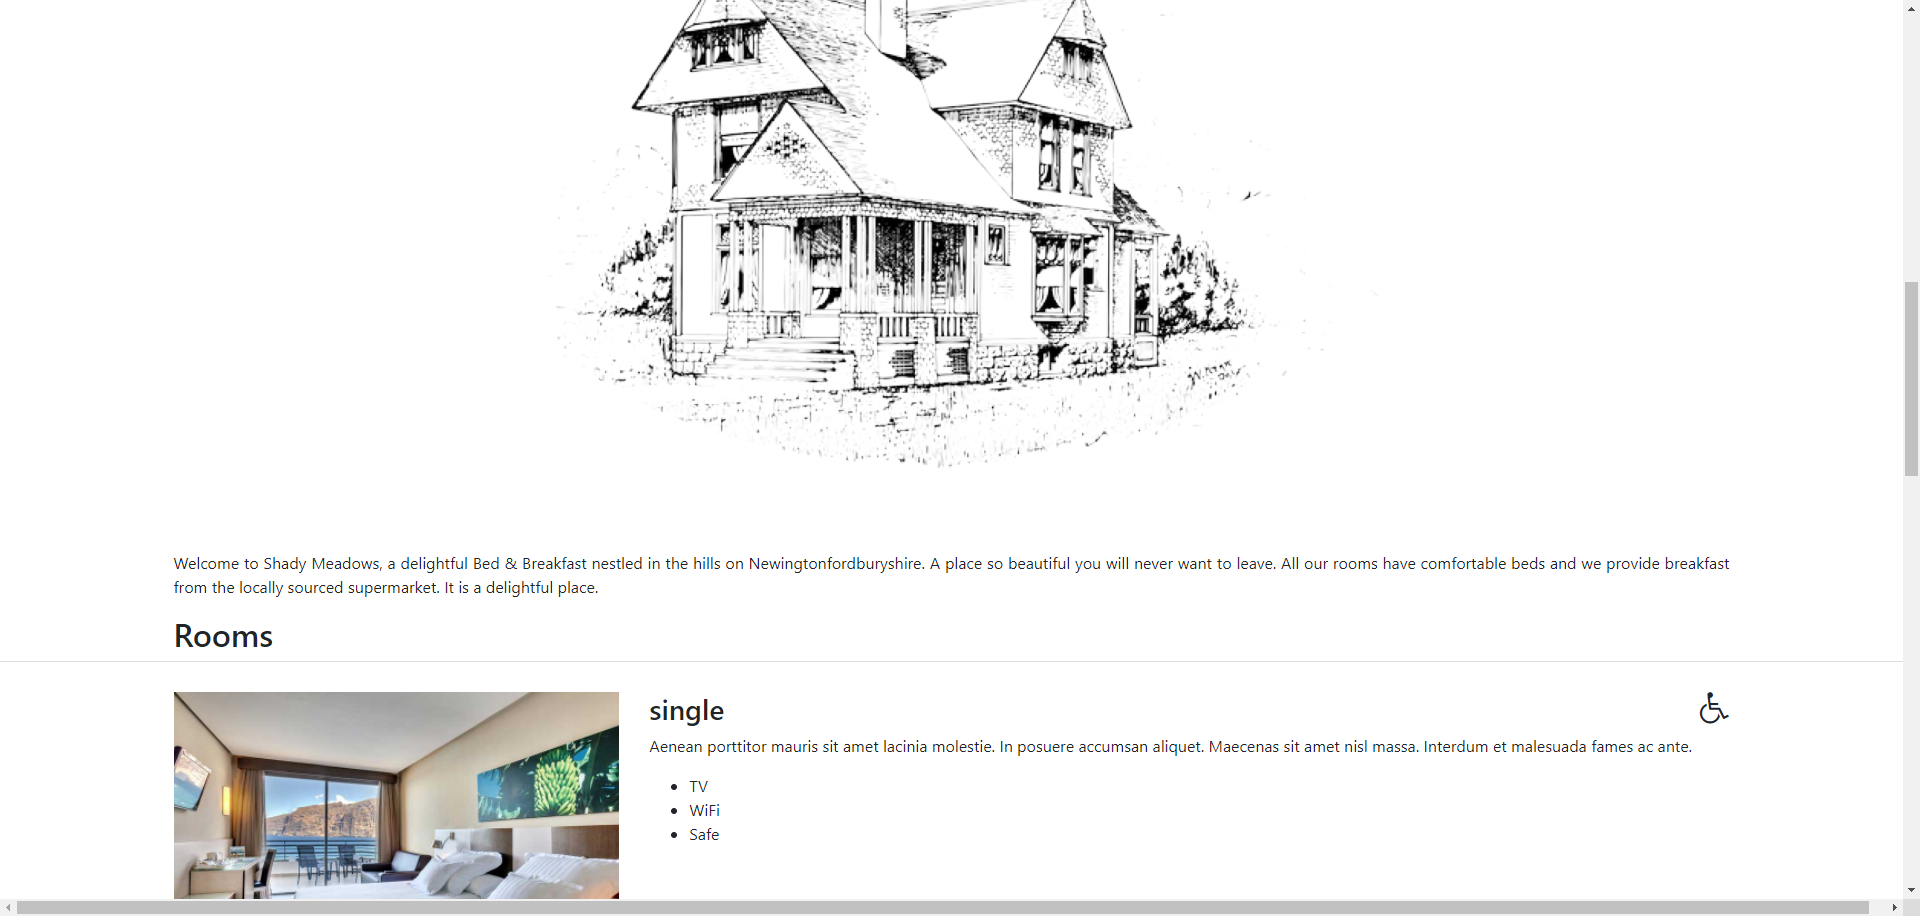 Welcome to Shady Meadows, a delightful Bed & Breakfast nestled in the hills on Newingtonfordburyshire. A place so beautiful you will never want to leave. All our rooms have comfortable beds and we provide breakfast
from the locally sourced supermarket. It is a delightful place.
Rooms
single
Aenean porttitor mauris sit amet lacinia molestie. In posuere accumsan aliquet. Maecenas sit amet nisl massa. Interdum et malesuada fames ac ante.
TV
WiFi
Safe